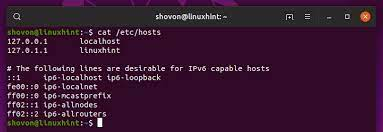 shovon@linuxhint: ~
shovon@linuxhint:~$ cat /etc/hosts
127.0.0.1 localhost
127.0.1.1 linuxhint
# The following lines are desirable for IPv6 capable hosts
::1 ip6-localhost ip6-loopback
fe00::0 ip6-localnet
ff00::0 ip6-mcastprefix
ff02::1 ip6-allnodes
ff02::2 ip6-allrouters
shovon@linuxhint:~$